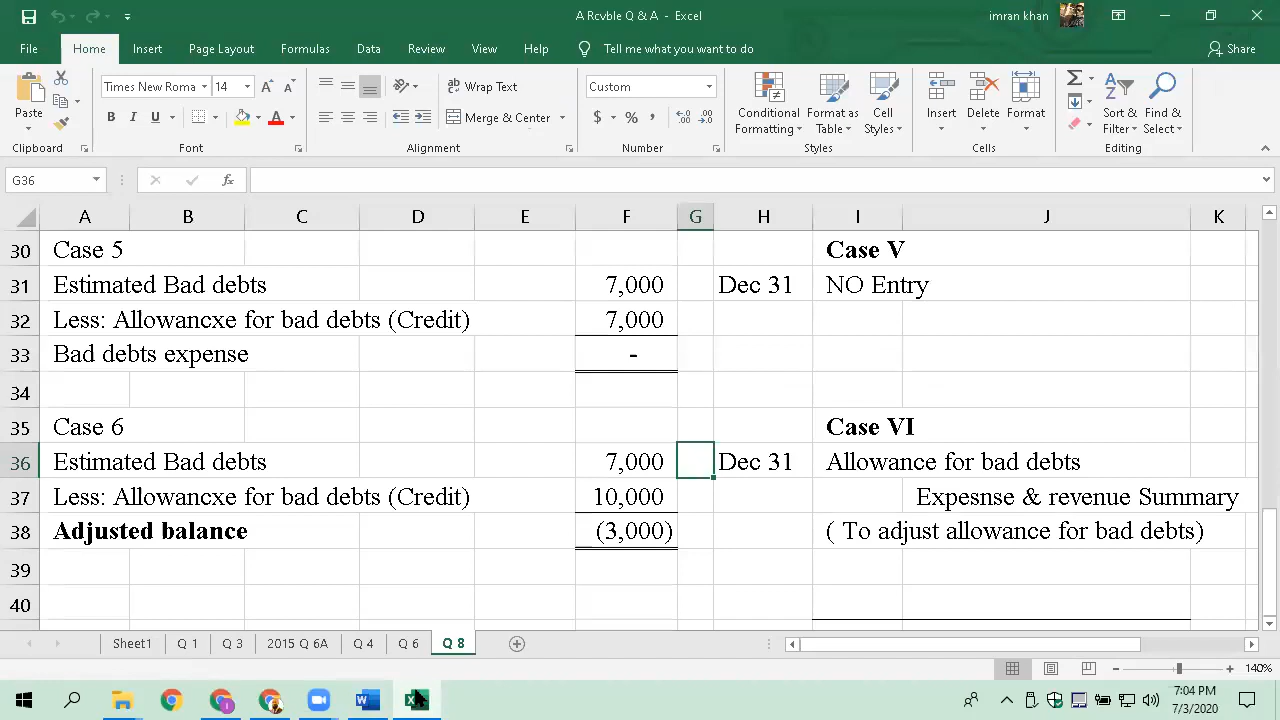 A Rcvble Q & A - Excel
imran khan
File Home Insert Page Layout Formulas Data Review View Help Tell me what you want to do Share
Paste
Clipboard
Times New Roma 14
B I U
Font
Wrap Text
Merge & Center
Alignment
Custom
$ % ,
Number
Conditional Formatting
Format as Table
Cell Styles
Styles
Insert Delete Format
Cells
Sort & Filter
Find & Select
Editing
G36 fx
A B C D E F G H I J K
30 Case 5 Case V
31 Estimated Bad debts 7,000 Dec 31 NO Entry
32 Less: Allowancxe for bad debts (Credit) 7,000
33 Bad debts expense -
34
35 Case 6 Case VI
36 Estimated Bad debts 7,000 Dec 31 Allowance for bad debts
37 Less: Allowancxe for bad debts (Credit) 10,000 Expesnse & revenue Summary
38 Adjusted balance (3,000) ( To adjust allowance for bad debts)
39
40
Sheet1 Q 1 Q 3 2015 Q 6A Q 4 Q 6 Q 8
140%
7:04 PM
7/3/2020